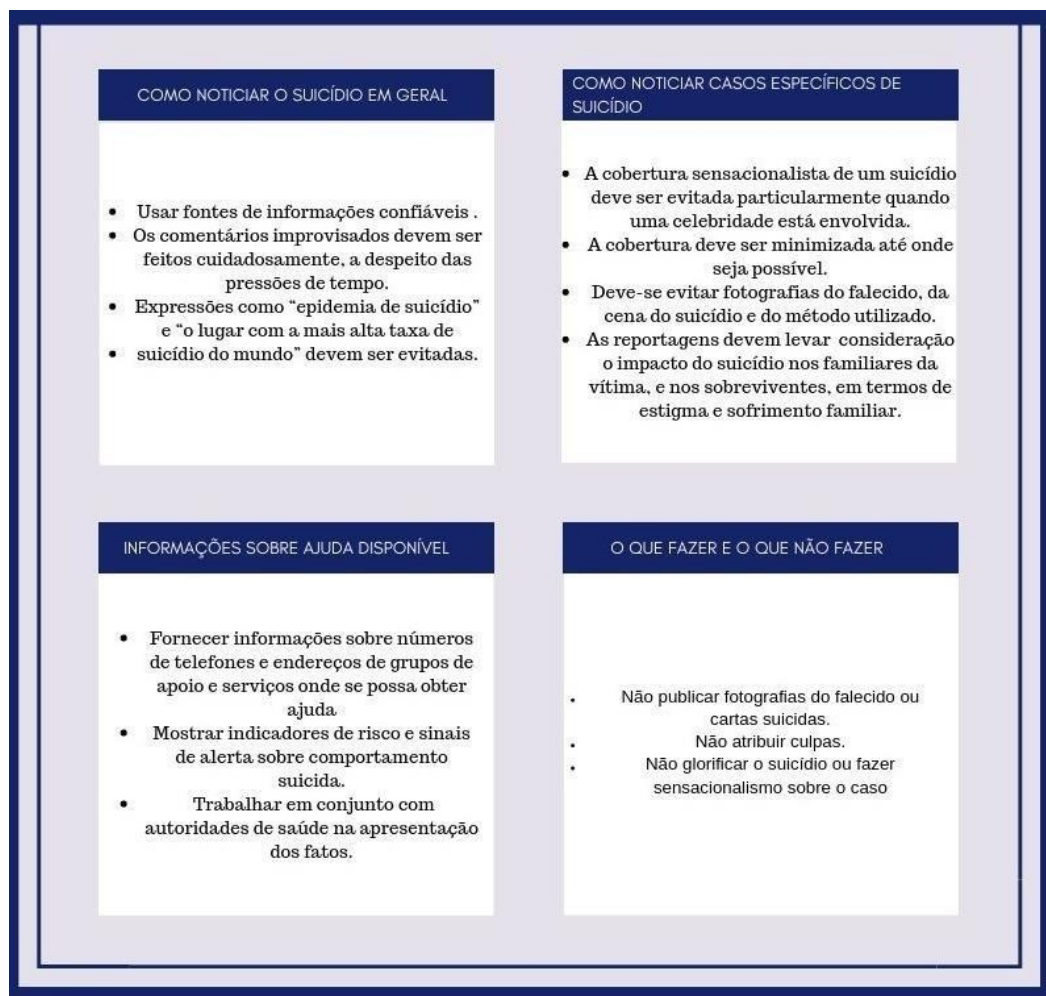 COMO NOTICIAR O SUICÍDIO EM GERAL
• Usar fontes de informações confiáveis .
• Os comentários improvisados devem ser
feitos cuidadosamente, a despeito das
pressões de tempo.
• Expressões como “epidemia de suicídio”
e “o lugar com a mais alta taxa de
• suicídio do mundo” devem ser evitadas.
COMO NOTICIAR CASOS ESPECÍFICOS DE
SUICÍDIO
• A cobertura sensacionalista de um suicídio
deve ser evitada particularmente quando
uma celebridade está envolvida.
• A cobertura deve ser minimizada até onde
seja possível.
• Deve-se evitar fotografias do falecido, da
cena do suicídio e do método utilizado.
• As reportagens devem levar consideração
o impacto do suicídio nos familiares da
vítima, e nos sobreviventes, em termos de
estigma e sofrimento familiar.
INFORMAÇÕES SOBRE AJUDA DISPONÍVEL
• Fornecer informações sobre números
de telefones e endereços de grupos de
apoio e serviços onde se possa obter
ajuda
• Mostrar indicadores de risco e sinais
de alerta sobre comportamento
suicida.
• Trabalhar em conjunto com
autoridades de saúde na apresentação
dos fatos.
O QUE FAZER E O QUE NÃO FAZER
• Não publicar fotografias do falecido ou
cartas suicidas.
• Não atribuir culpas.
• Não glorificar o suicídio ou fazer
sensacionalismo sobre o caso